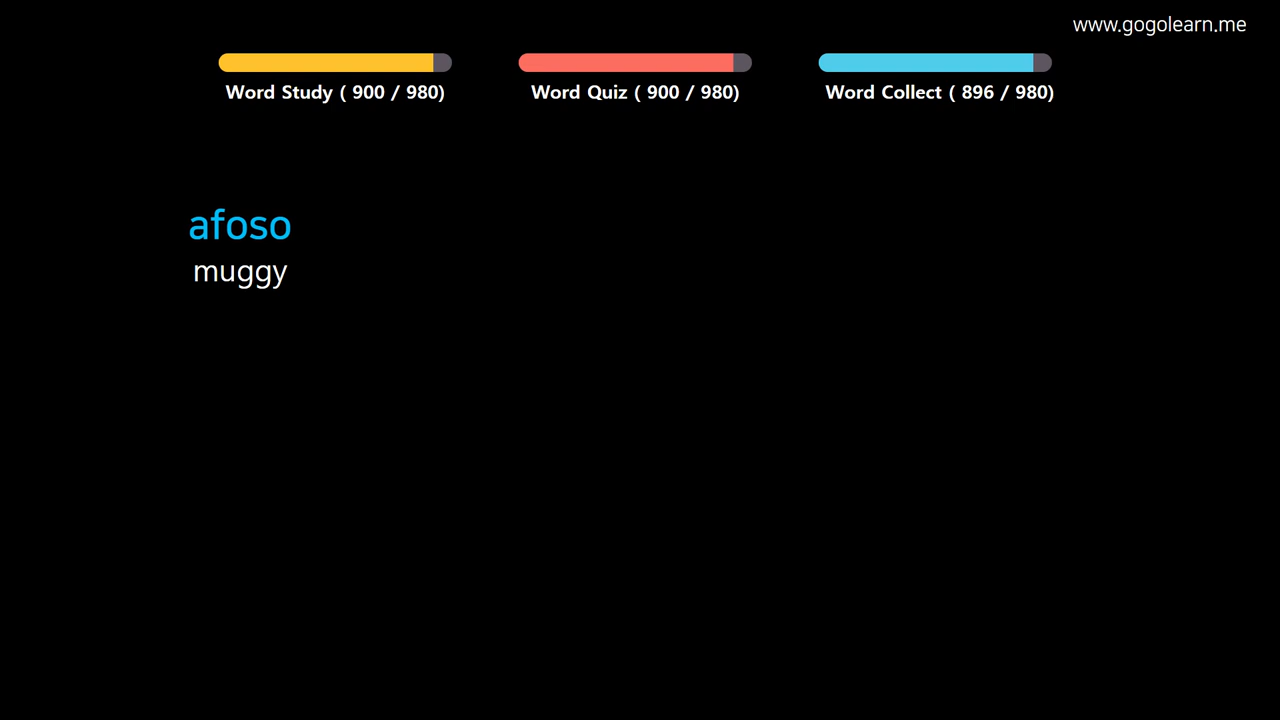 www.gogolearn.me
Word Study ( 900 / 980)
Word Quiz ( 900 / 980)
Word Collect ( 896 / 980)
afoso
muggy